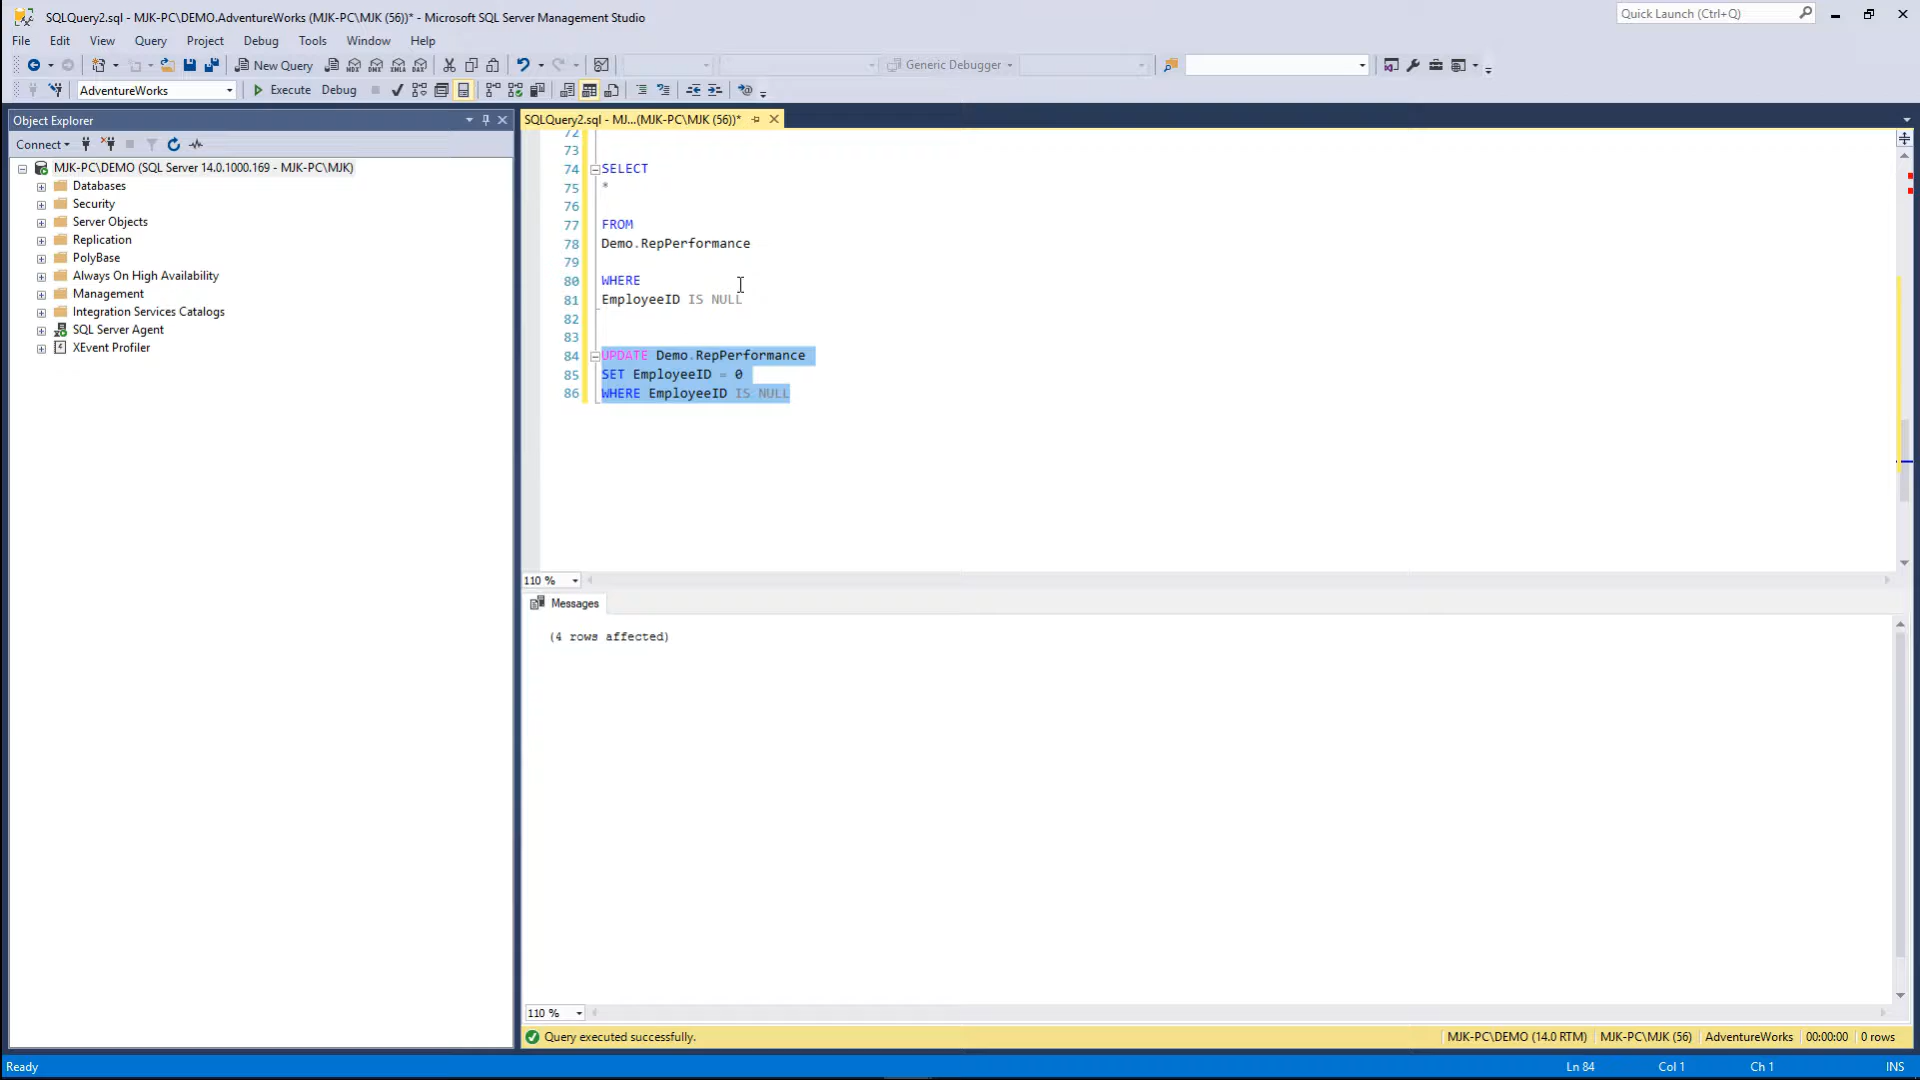 SQLQuery2.sql - MJK-PC\DEMO.AdventureWorks (MJK-PC\MJK (56))* - Microsoft SQL Server Management Studio
Quick Launch (Ctrl+Q)
File Edit View Query Project Debug Tools Window Help
New Query
Generic Debugger
AdventureWorks
Execute Debug
Object Explorer
SQLQuery2.sql - MJ...(MJK-PC\MJK (56))*
Connect
MJK-PC\DEMO (SQL Server 14.0.1000.169 - MJK-PC\MJK)
Databases
Security
Server Objects
Replication
PolyBase
Always On High Availability
Management
Integration Services Catalogs
SQL Server Agent
XEvent Profiler
72
73
74 SELECT
75 *
76
77 FROM
78 Demo.RepPerformance
79
80 WHERE
81 EmployeeID IS NULL
82
83
84 UPDATE Demo.RepPerformance
85 SET EmployeeID = 0
86 WHERE EmployeeID IS NULL
110 %
Messages
(4 rows affected)
110 %
Query executed successfully.
MJK-PC\DEMO (14.0 RTM) MJK-PC\MJK (56) AdventureWorks 00:00:00 0 rows
Ready
Ln 84 Col 1 Ch 1 INS